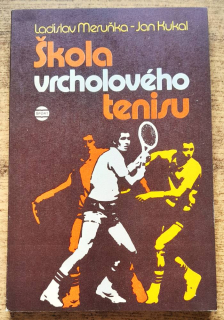 Ladislav Meruňka - Jan Kukal
Škola
vrcholového
tenisu